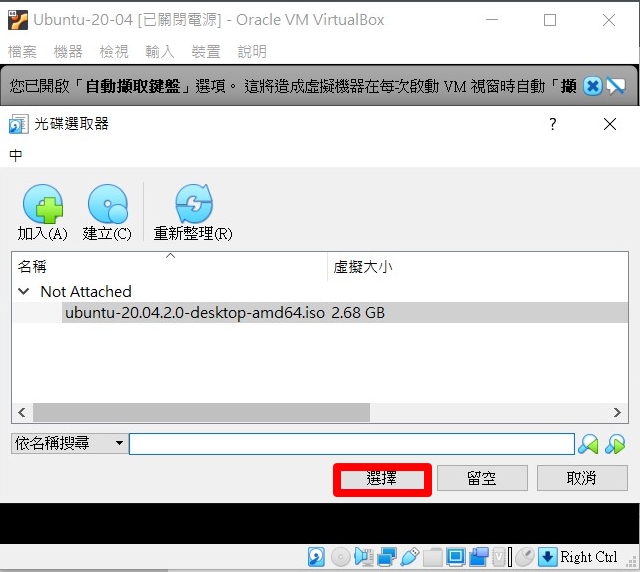 Ubuntu-20-04 [已關閉電源] - Oracle VM VirtualBox
檔案 機器 檢視 輸入 裝置 說明
您已開啟「自動擷取鍵盤」選項。 這將造成虛擬機器在每次啟動 VM 視窗時自動「擷
光碟選取器 ?
中
加入(A) 建立(C) 重新整理(R)
名稱 虛擬大小
Not Attached
ubuntu-20.04.2.0-desktop-amd64.iso 2.68 GB
依名稱搜尋
選擇 留空 取消
Right Ctrl